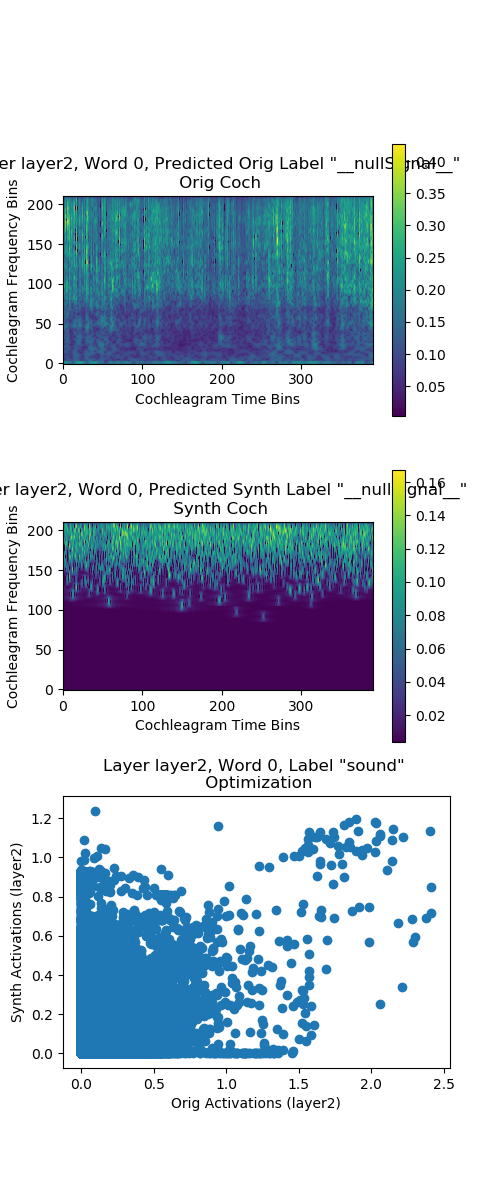 er layer2, Word 0, Predicted Orig Label "__nullSignal__"
Orig Coch
Cochleagram Frequency Bins
200
150
100
50
0
0 100 200 300
Cochleagram Time Bins
0.40
0.35
0.30
0.25
0.20
0.15
0.10
0.05
er layer2, Word 0, Predicted Synth Label "__nullSignal__"
Synth Coch
Cochleagram Frequency Bins
200
150
100
50
0
0 100 200 300
Cochleagram Time Bins
0.16
0.14
0.12
0.10
0.08
0.06
0.04
0.02
Layer layer2, Word 0, Label "sound"
Optimization
Synth Activations (layer2)
1.2
1.0
0.8
0.6
0.4
0.2
0.0
0.0 0.5 1.0 1.5 2.0 2.5
Orig Activations (layer2)